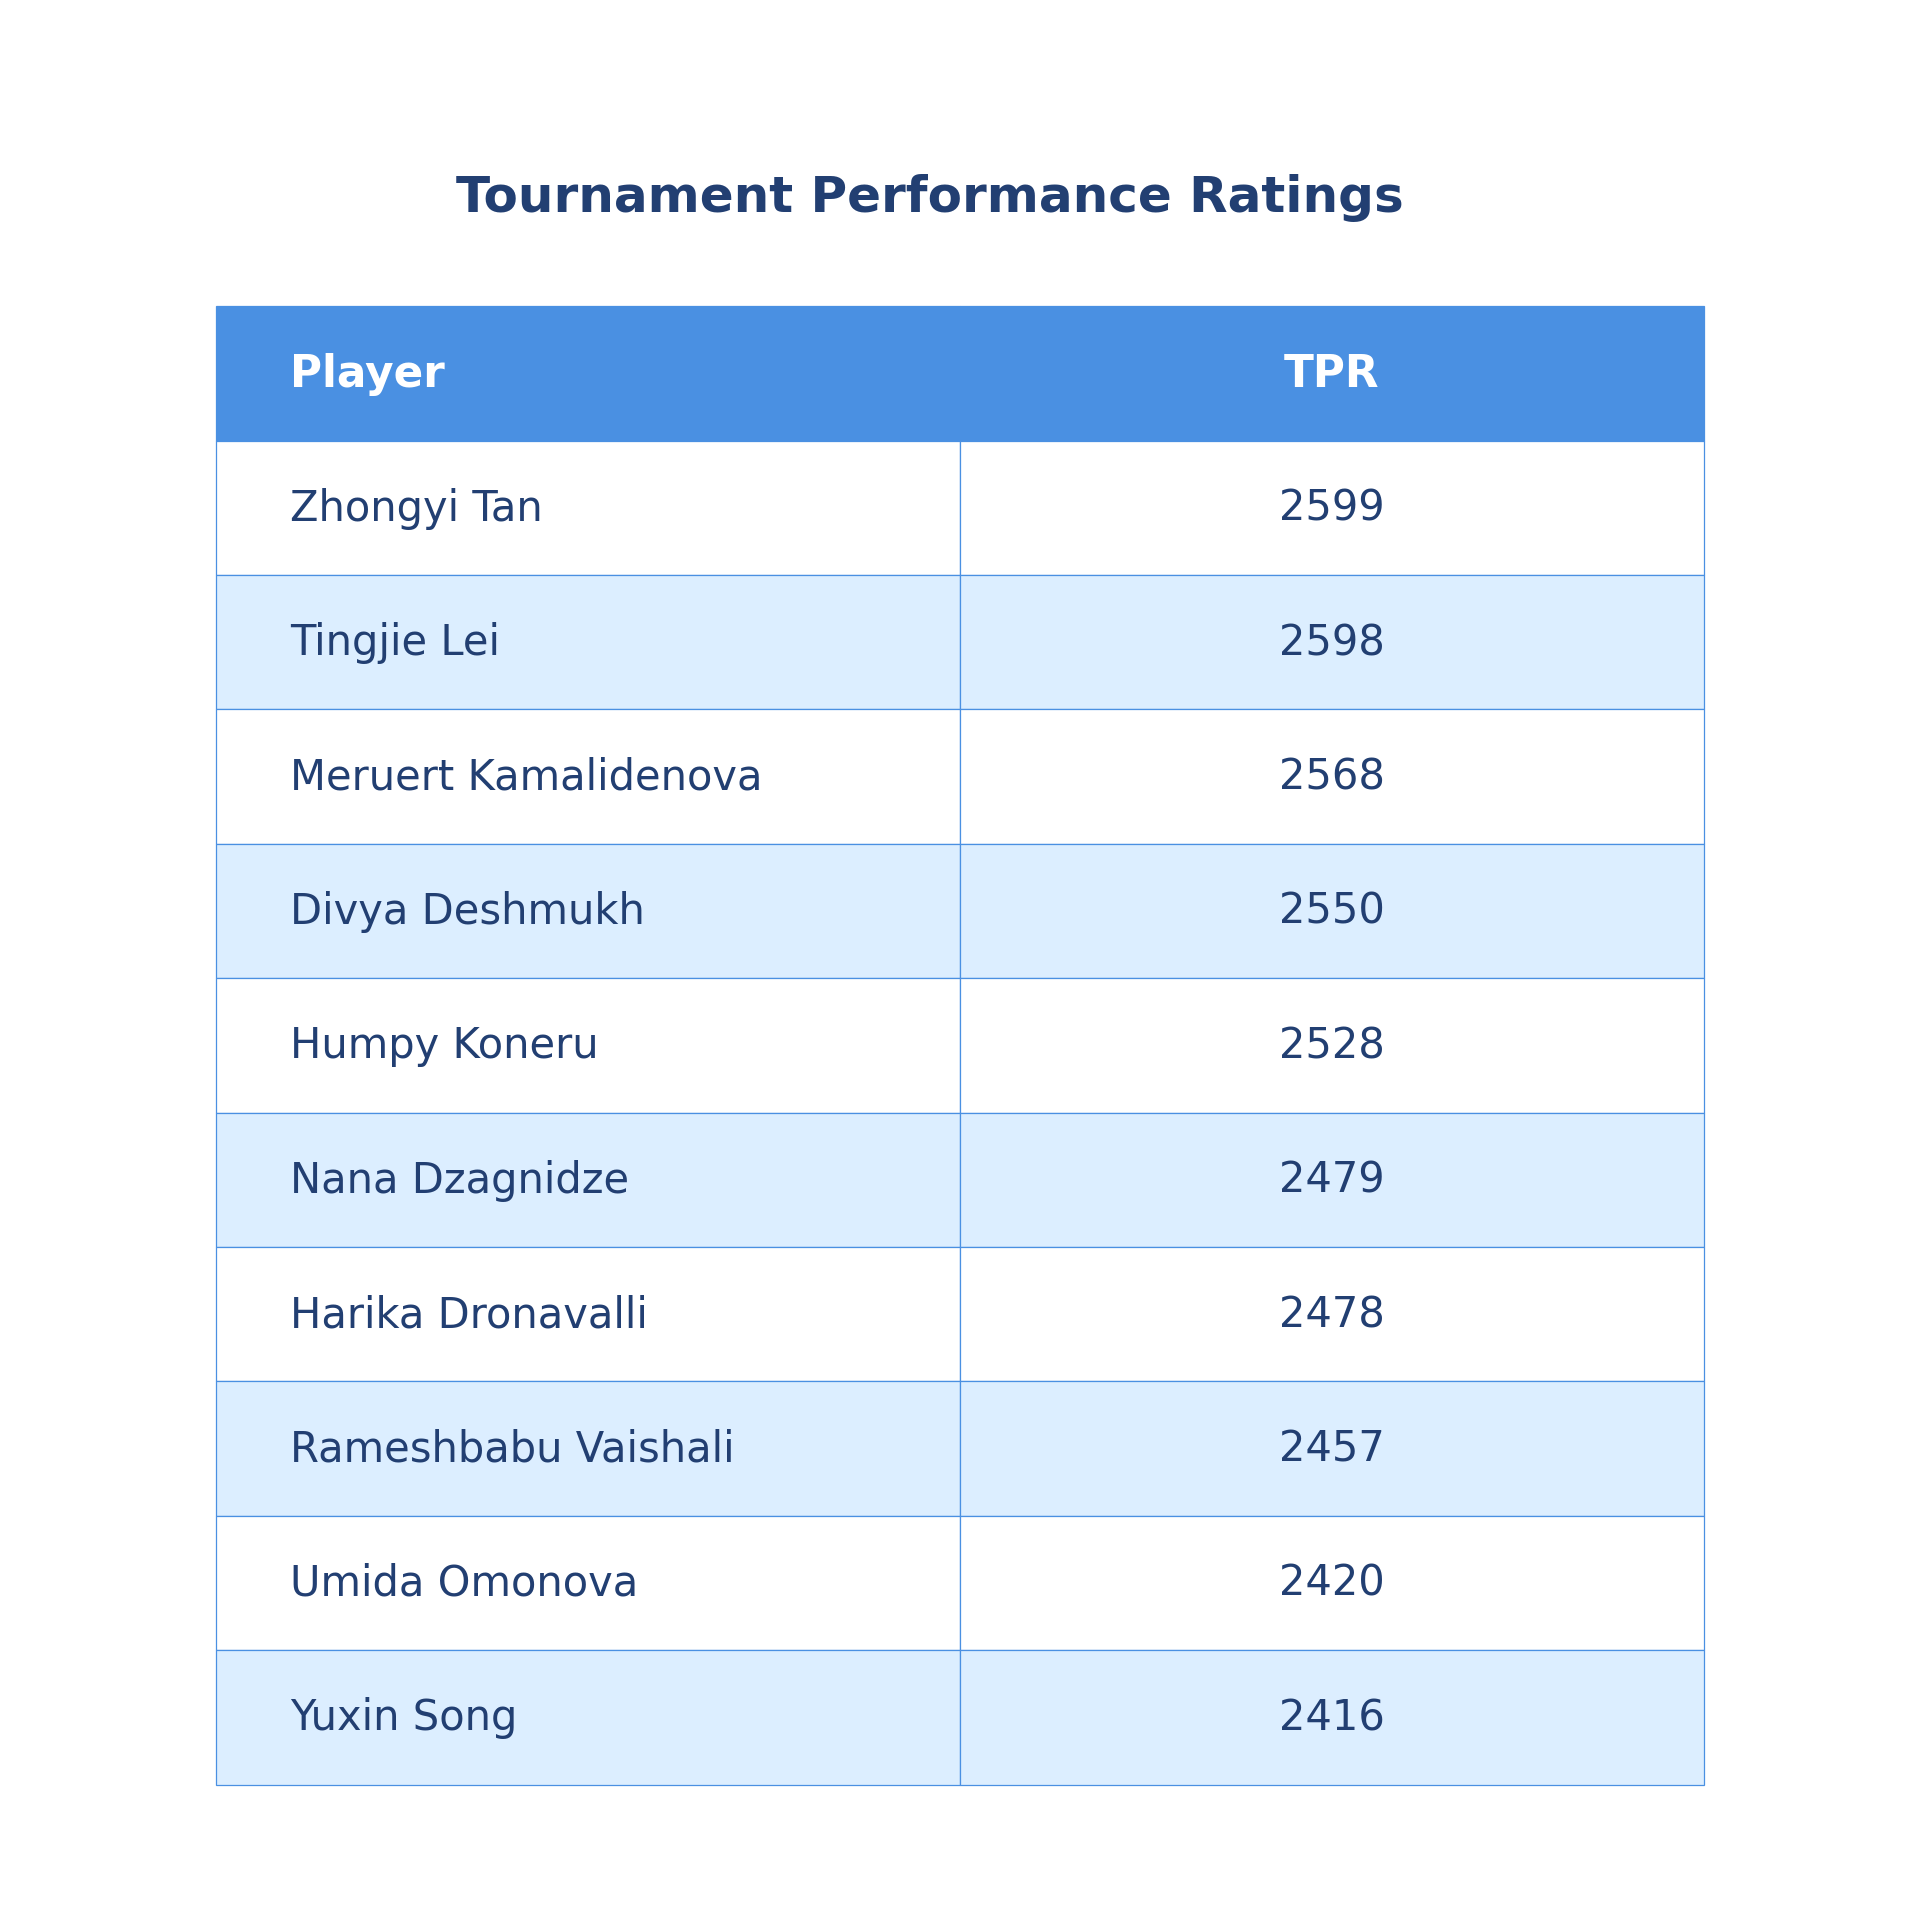 Tournament Performance Ratings
Player TPR
Zhongyi Tan 2599
Tingjie Lei 2598
Meruert Kamalidenova 2568
Divya Deshmukh 2550
Humpy Koneru 2528
Nana Dzagnidze 2479
Harika Dronavalli 2478
Rameshbabu Vaishali 2457
Umida Omonova 2420
Yuxin Song 2416